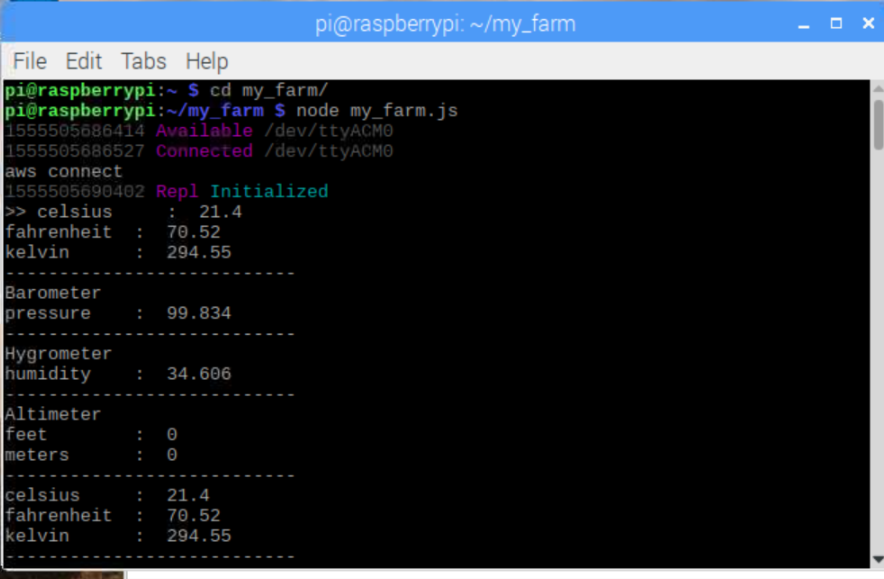 pi@raspberrypi: ~/my_farm
File Edit Tabs Help
pi@raspberrypi:~ $ cd my_farm/
pi@raspberrypi:~/my_farm $ node my_farm.js
1555505686414 Available /dev/ttyACM0
1555505686527 Connected /dev/ttyACM0
aws connect
1555505690402 Repl Initialized
>> celsius     :  21.4
fahrenheit  :  70.52
kelvin      :  294.55
---------------------------
Barometer
pressure    :  99.834
---------------------------
Hygrometer
humidity    :  34.606
---------------------------
Altimeter
feet        :  0
meters      :  0
---------------------------
celsius     :  21.4
fahrenheit  :  70.52
kelvin      :  294.55
---------------------------